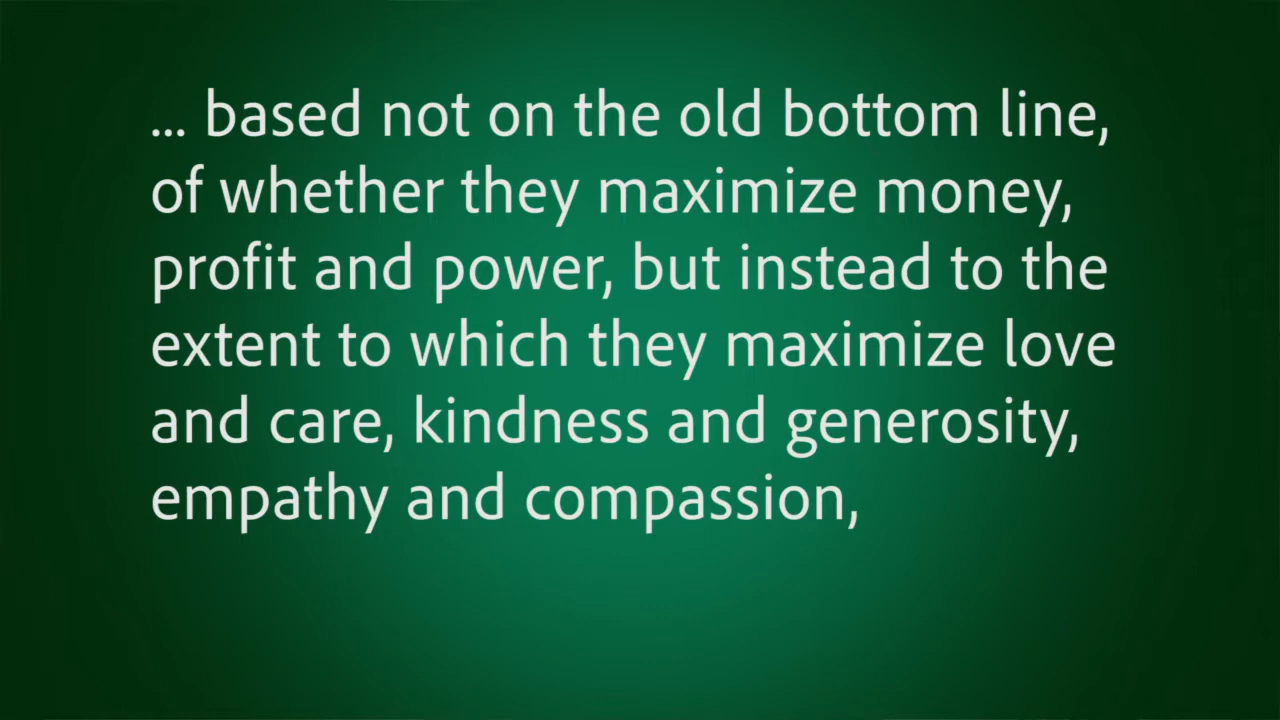 ... based not on the old bottom line,
of whether they maximize money,
profit and power, but instead to the
extent to which they maximize love
and care, kindness and generosity,
empathy and compassion,